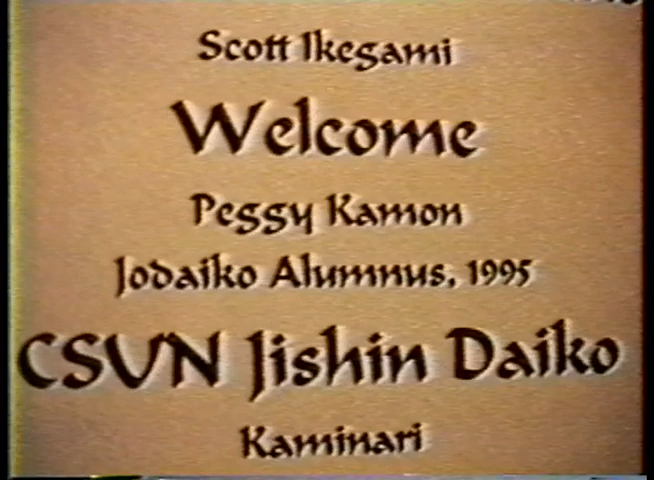 Scott Ikegami
Welcome
Peggy Kamon
Jodaiko Alumnus, 1995
CSUN Jishin Daiko
Kaminari